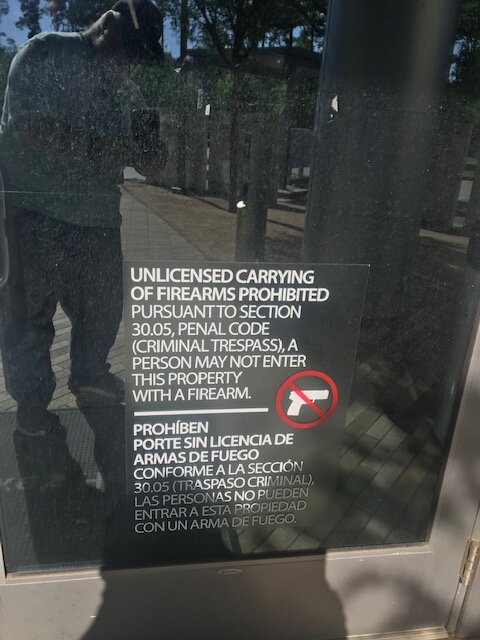 UNLICENSED CARRYING
OF FIREARMS PROHIBITED
PURSUANT TO SECTION
30.05, PENAL CODE
(CRIMINAL TRESPASS), A
PERSON MAY NOT ENTER
THIS PROPERTY
WITH A FIREARM.
PROHÍBEN
PORTE SIN LICENCIA DE
ARMAS DE FUEGO
CONFORME A LA SECCIÓN
30.05 (TRASPASO CRIMINAL),
LAS PERSONAS NO PUEDEN
ENTRAR A ESTA PROPIEDAD
CON UN ARMA DE FUEGO.